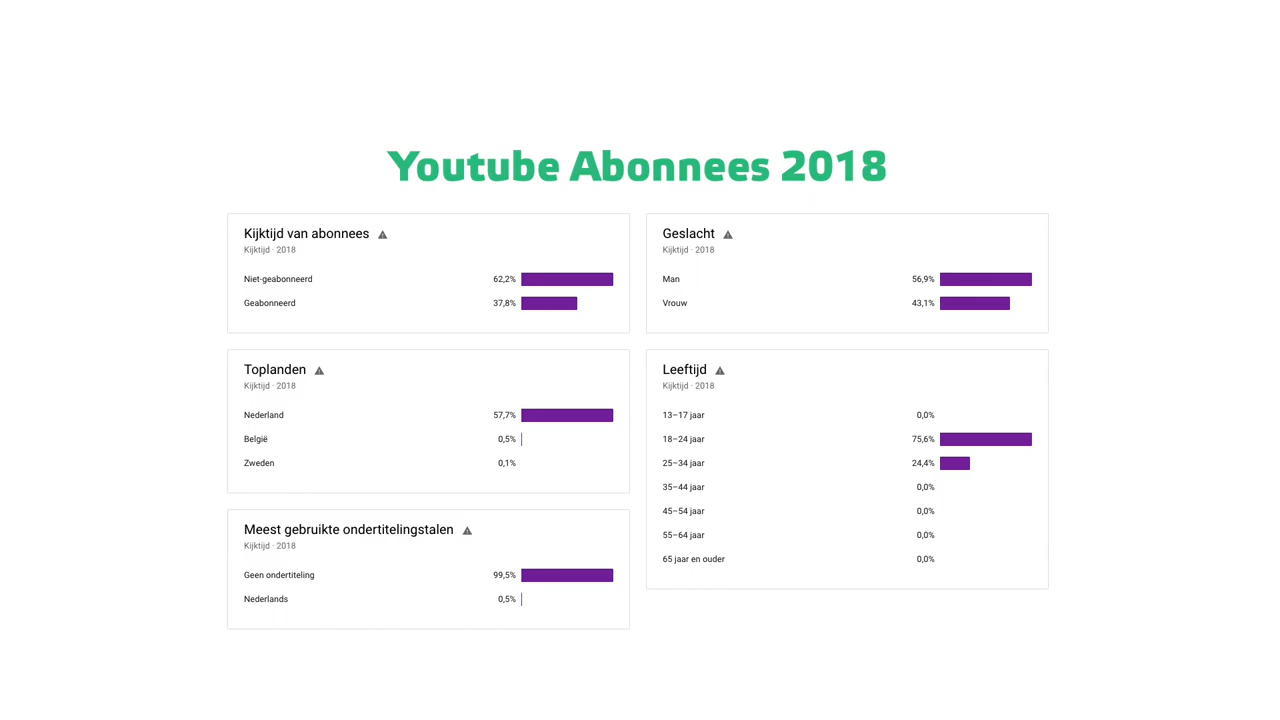 Youtube Abonnees 2018
Kijktijd van abonnees
Kijktijd · 2018
Niet-geabonneerd 62,2%
Geabonneerd 37,8%
Geslacht
Kijktijd · 2018
Man 56,9%
Vrouw 43,1%
Toplanden
Kijktijd · 2018
Nederland 57,7%
België 0,5%
Zweden 0,1%
Leeftijd
Kijktijd · 2018
13–17 jaar 0,0%
18–24 jaar 75,6%
25–34 jaar 24,4%
35–44 jaar 0,0%
45–54 jaar 0,0%
55–64 jaar 0,0%
65 jaar en ouder 0,0%
Meest gebruikte ondertitelingstalen
Kijktijd · 2018
Geen ondertiteling 99,5%
Nederlands 0,5%